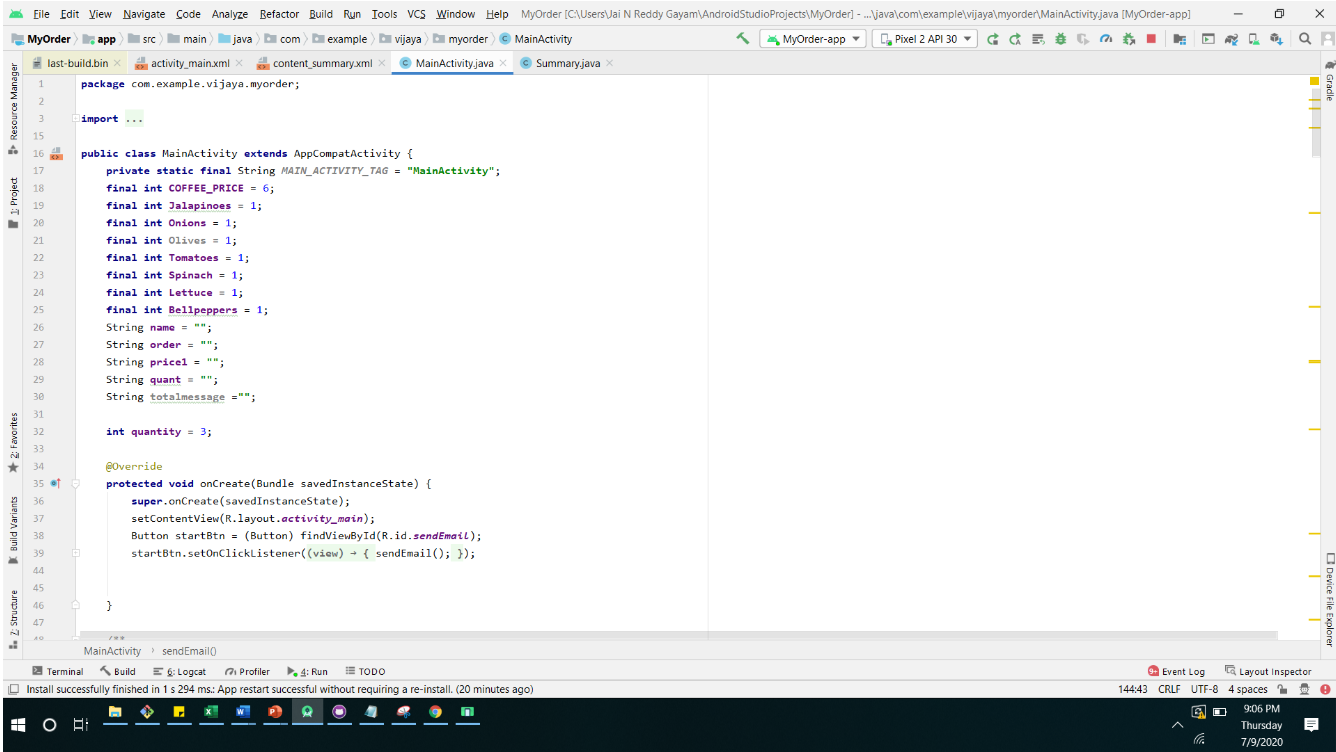 File Edit View Navigate Code Analyze Refactor Build Run Tools VCS Window Help MyOrder [C:\Users\Jai N Reddy Gayam\AndroidStudioProjects\MyOrder] - ...\java\com\example\vijaya\myorder\MainActivity.java [MyOrder-app]
MyOrder app src main java com example vijaya myorder MainActivity MyOrder-app Pixel 2 API 30
last-build.bin activity_main.xml content_summary.xml MainActivity.java Summary.java
Resource Manager
1: Project
2: Favorites
Build Variants
7: Structure
1 package com.example.vijaya.myorder;
2
3 import ...
15
16 public class MainActivity extends AppCompatActivity {
17 private static final String MAIN_ACTIVITY_TAG = "MainActivity";
18 final int COFFEE_PRICE = 6;
19 final int Jalapinoes = 1;
20 final int Onions = 1;
21 final int Olives = 1;
22 final int Tomatoes = 1;
23 final int Spinach = 1;
24 final int Lettuce = 1;
25 final int Bellpeppers = 1;
26 String name = "";
27 String order = "";
28 String price1 = "";
29 String quant = "";
30 String totalmessage ="";
31
32 int quantity = 3;
33
34 @Override
35 protected void onCreate(Bundle savedInstanceState) {
36 super.onCreate(savedInstanceState);
37 setContentView(R.layout.activity_main);
38 Button startBtn = (Button) findViewById(R.id.sendEmail);
39 startBtn.setOnClickListener((view) → { sendEmail(); });
44
45
46 }
47
48 /**
Gradle
Device File Explorer
MainActivity › sendEmail()
Terminal Build 6: Logcat Profiler 4: Run TODO 9+ Event Log Layout Inspector
Install successfully finished in 1 s 294 ms.: App restart successful without requiring a re-install. (20 minutes ago) 144:43 CRLF UTF-8 4 spaces
9:06 PM
Thursday
7/9/2020